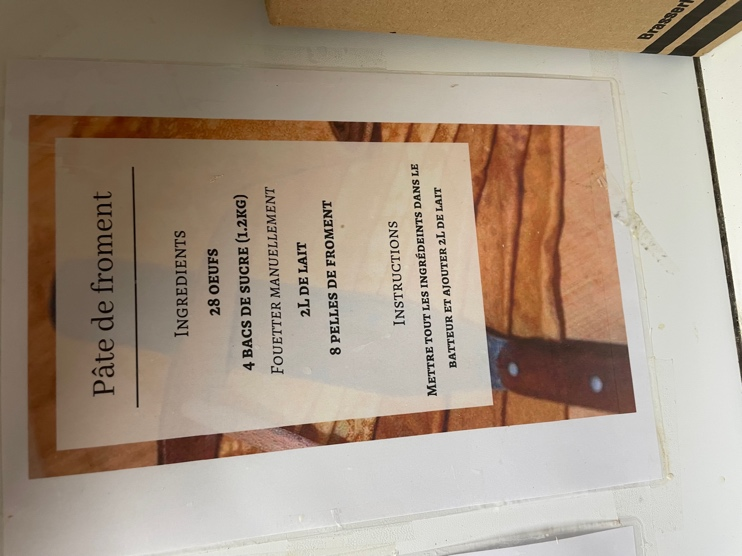 Pâte de froment
INGREDIENTS
28 OEUFS
4 BACS DE SUCRE (1.2KG)
FOUETTER MANUELLEMENT
2L DE LAIT
8 PELLES DE FROMENT
INSTRUCTIONS
METTRE TOUT LES INGRÉDEINTS DANS LE
BATTEUR ET AJOUTER 2L DE LAIT